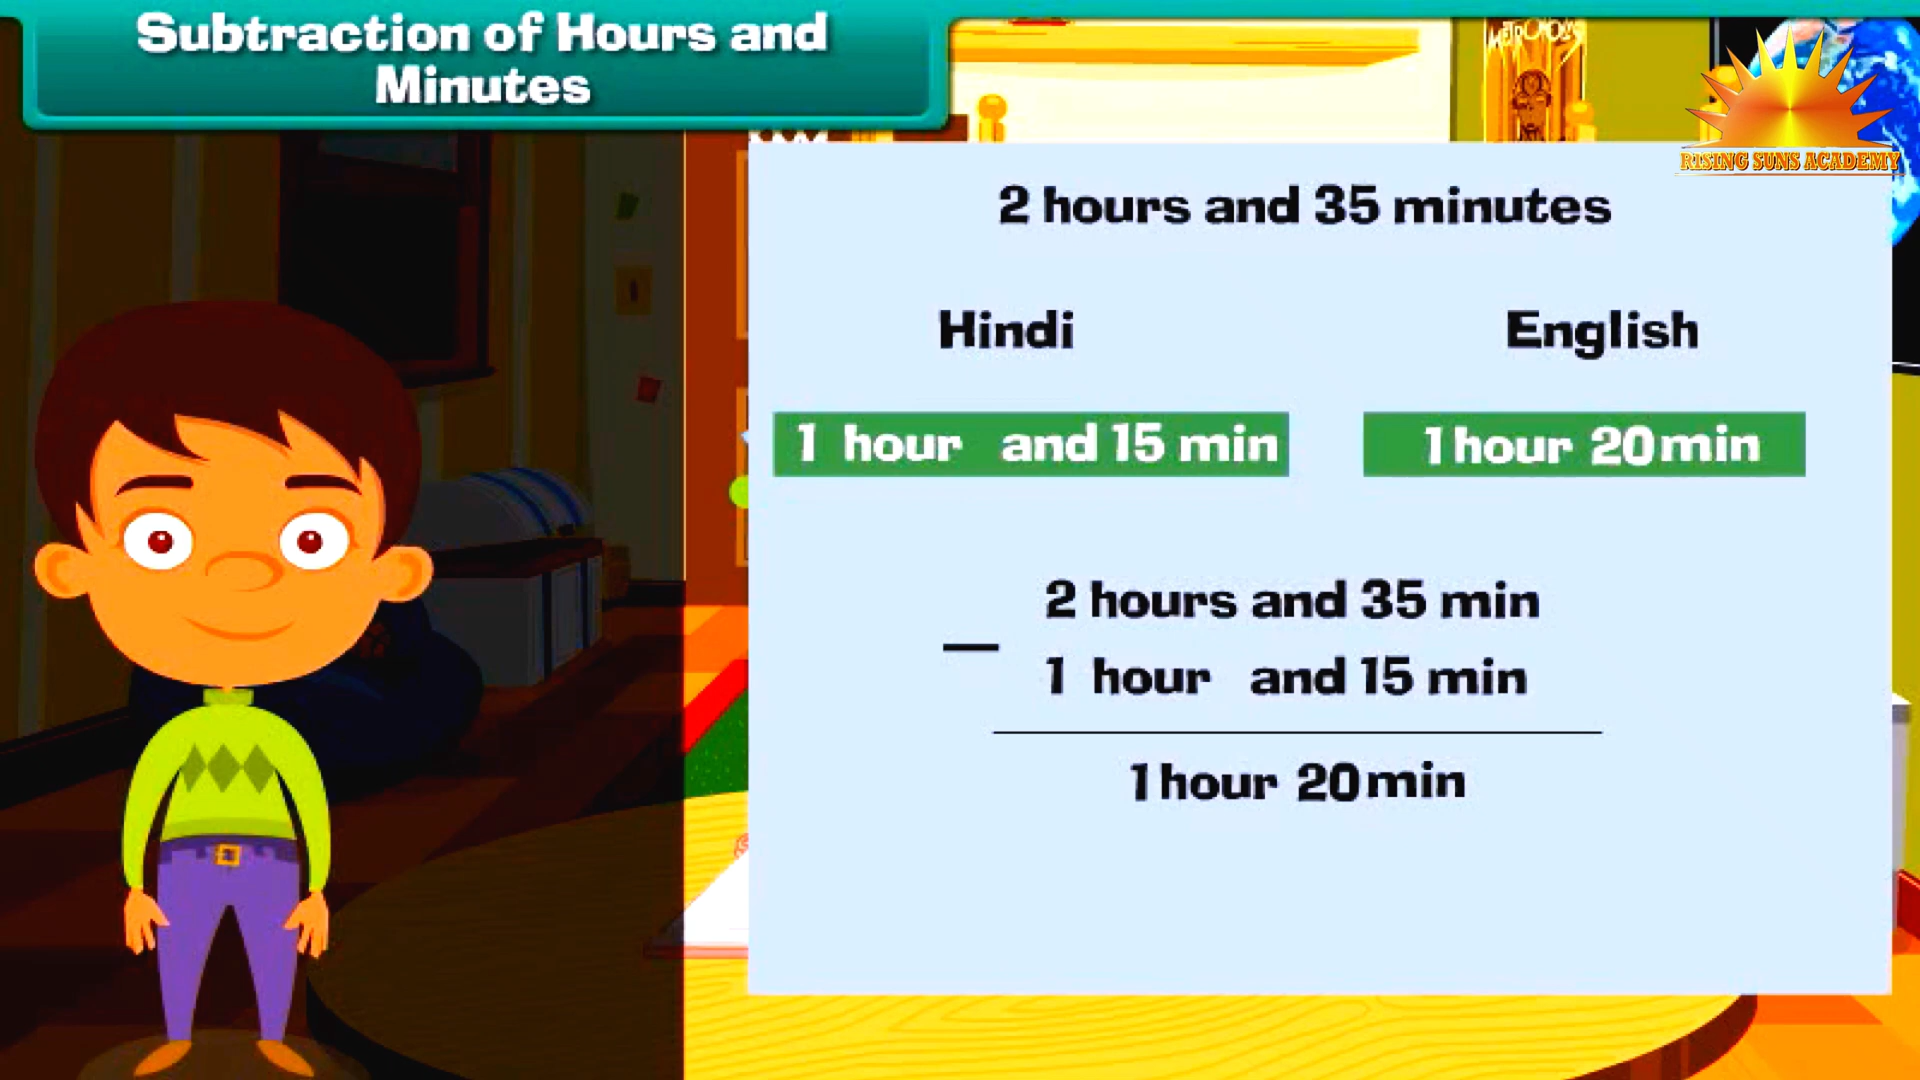 Subtraction of Hours and
Minutes
METROPOLIS
RISING SUNS ACADEMY
2 hours and 35 minutes
Hindi English
1 hour and 15 min 1 hour 20 min
2 hours and 35 min
— 1 hour and 15 min
1 hour 20 min